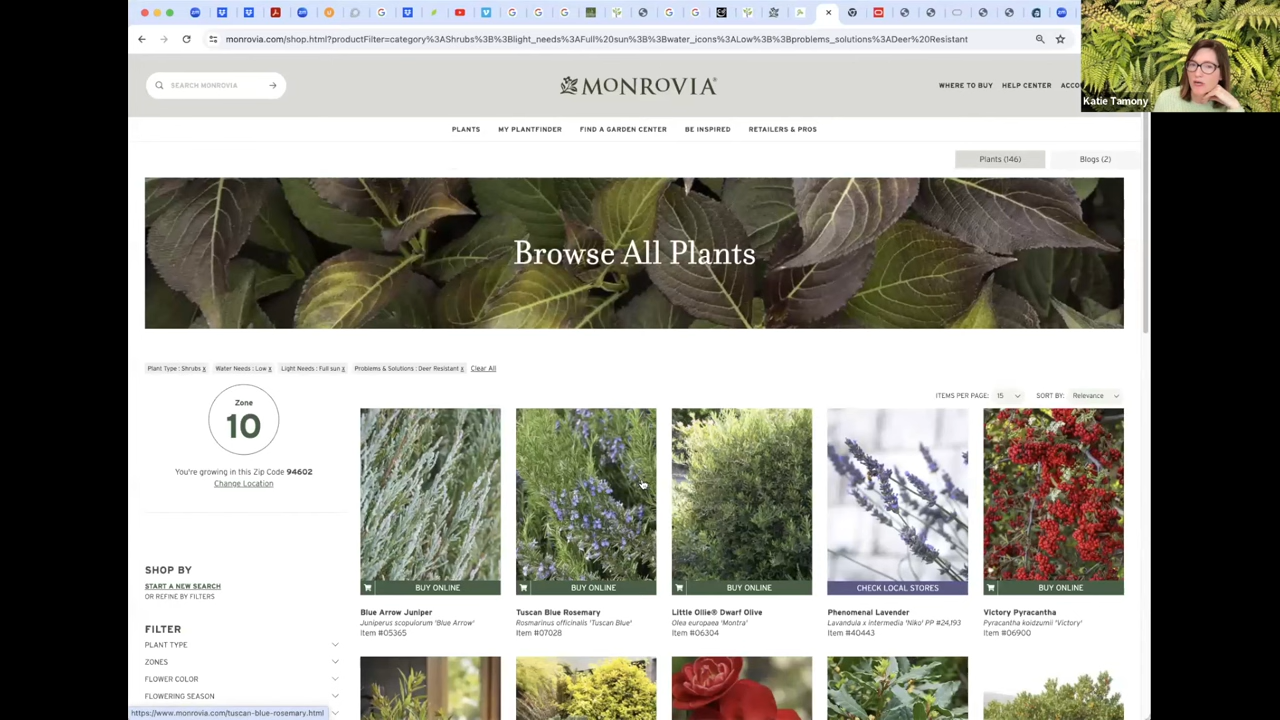 monrovia.com/shop.html?productFilter=category%3AShrubs%3B%3Blight_needs%3AFull sun%3B%3Bwater_icons%3ALow%3B%3Bproblems_solutions%3ADeer%20Resistant
SEARCH MONROVIA
MONROVIA
WHERE TO BUY HELP CENTER ACCO
Katie Tamony
PLANTS MY PLANTFINDER FIND A GARDEN CENTER BE INSPIRED RETAILERS & PROS
Plants (146) Blogs (2)
Browse All Plants
Plant Type : Shrubs x Water Needs : Low x Light Needs : Full sun x Problems & Solutions : Deer Resistant x Clear All
ITEMS PER PAGE: 15 SORT BY: Relevance
Zone
10
You're growing in this Zip Code 94602
Change Location
SHOP BY
START A NEW SEARCH
OR REFINE BY FILTERS
FILTER
PLANT TYPE
ZONES
FLOWER COLOR
FLOWERING SEASON
BUY ONLINE BUY ONLINE BUY ONLINE CHECK LOCAL STORES BUY ONLINE
Blue Arrow Juniper Tuscan Blue Rosemary Little Ollie® Dwarf Olive Phenomenal Lavender Victory Pyracantha
Juniperus scopulorum 'Blue Arrow' Rosmarinus officinalis 'Tuscan Blue' Olea europaea 'Montra' Lavandula x intermedia 'Niko' PP #24,193 Pyracantha koidzumii 'Victory'
Item #05365 Item #07028 Item #06304 Item #40443 Item #06900
https://www.monrovia.com/tuscan-blue-rosemary.html